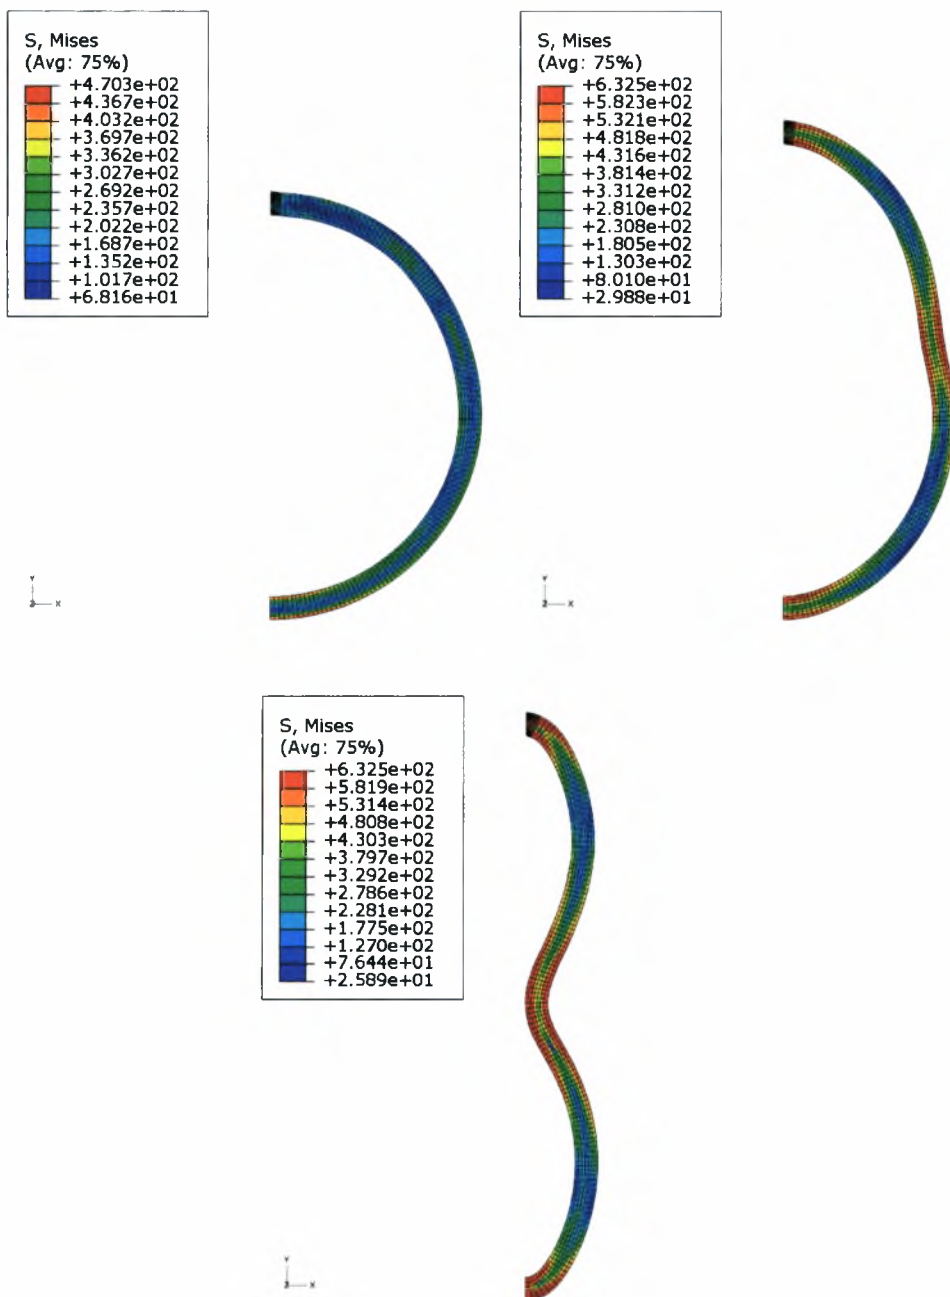 S, Mises
(Avg: 75%)
+4.703e+02
+4.367e+02
+4.032e+02
+3.697e+02
+3.362e+02
+3.027e+02
+2.692e+02
+2.357e+02
+2.022e+02
+1.687e+02
+1.352e+02
+1.017e+02
+6.816e+01
Y
Z
X
S, Mises
(Avg: 75%)
+6.325e+02
+5.823e+02
+5.321e+02
+4.818e+02
+4.316e+02
+3.814e+02
+3.312e+02
+2.810e+02
+2.308e+02
+1.805e+02
+1.303e+02
+8.010e+01
+2.988e+01
Y
Z
X
S, Mises
(Avg: 75%)
+6.325e+02
+5.819e+02
+5.314e+02
+4.808e+02
+4.303e+02
+3.797e+02
+3.292e+02
+2.786e+02
+2.281e+02
+1.775e+02
+1.270e+02
+7.644e+01
+2.589e+01
Y
Z
X